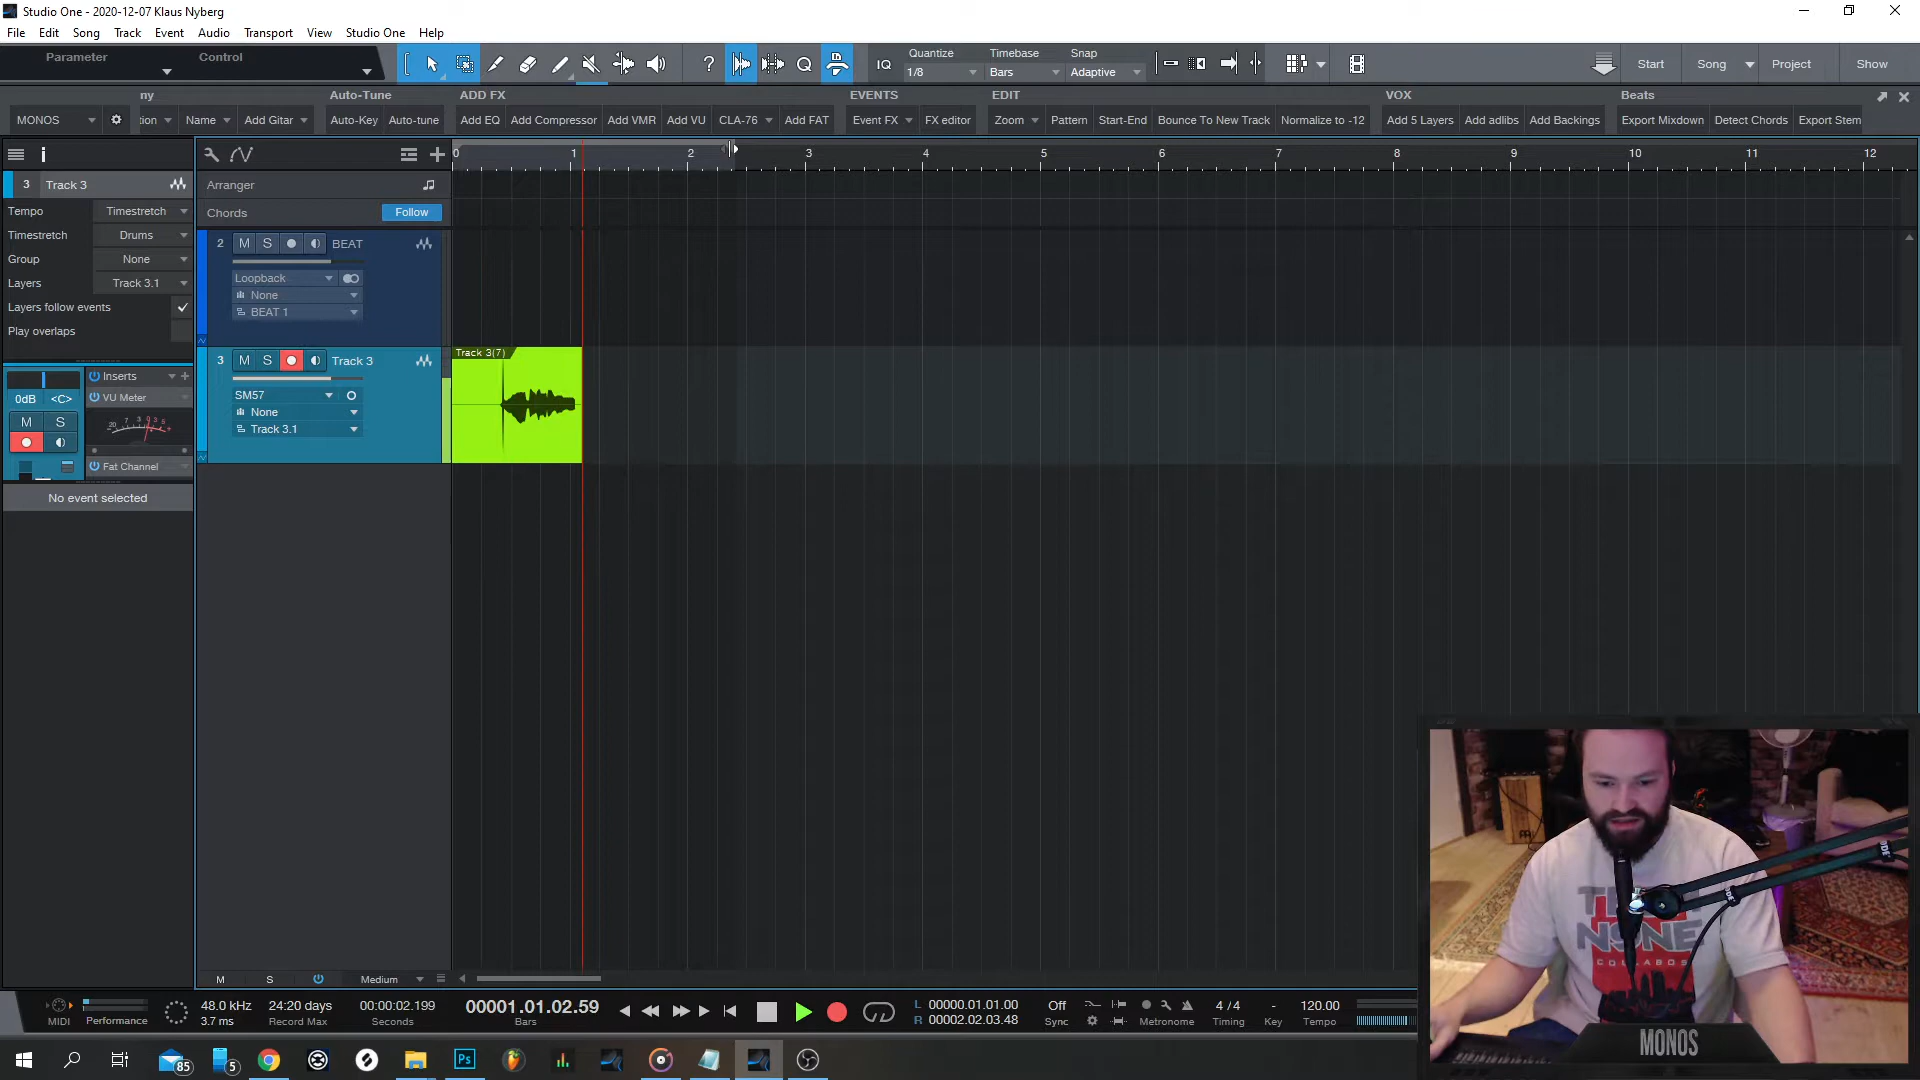 Studio One - 2020-12-07 Klaus Nyberg
File Edit Song Track Event Audio Transport View Studio One Help
Parameter Control
IQ
Quantize
1/8
Timebase
Bars
Snap
Adaptive
Start Song Project Show
ny Auto-Tune ADD FX EVENTS EDIT VOX Beats
MONOS tion Name Add Gitar Auto-Key Auto-tune Add EQ Add Compressor Add VMR Add VU CLA-76 Add FAT Event FX FX editor Zoom Pattern Start-End Bounce To New Track Normalize to -12 Add 5 Layers Add adlibs Add Backings Export Mixdown Detect Chords Export Stem
0 1 2 3 4 5 6 7 8 9 10 11 12
3 Track 3
Tempo Timestretch
Timestretch Drums
Group None
Layers Track 3.1
Layers follow events
Play overlaps
Inserts
0dB <C>
VU Meter
M S
Fat Channel
No event selected
Arranger
Chords Follow
2 M S BEAT
Loopback
None
BEAT 1
3 M S Track 3
SM57
None
Track 3.1
Track 3(7)
M S Medium
MIDI Performance
48.0 kHz
3.7 ms
24:20 days
Record Max
00:00:02.199
Seconds
00001.01.02.59
Bars
L 00000.01.01.00
R 00002.02.03.48
Off
Sync
Metronome
4 / 4
Timing
-
Key
120.00
Tempo
85
5
Ps
COLLABOS
MONOS